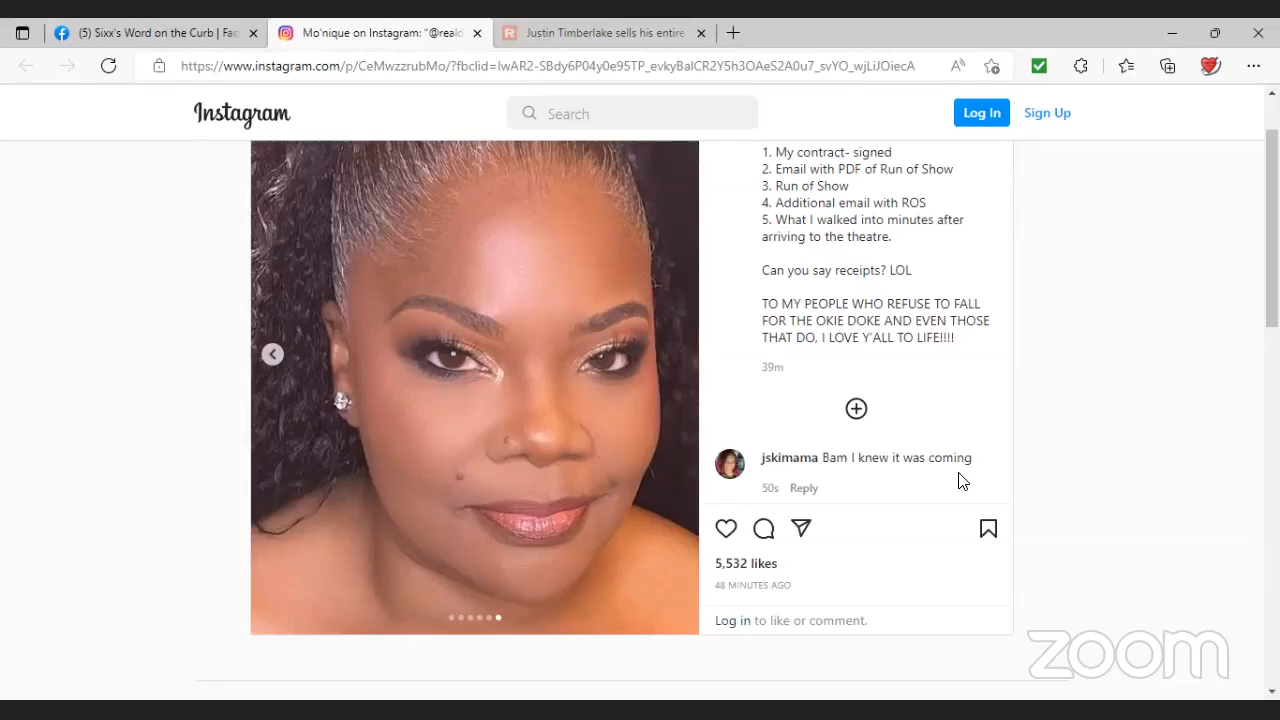 (5) Sixx's Word on the Curb | Fac
Mo'nique on Instagram: "@reald
Justin Timberlake sells his entire
https://www.instagram.com/p/CeMwzzrubMo/?fbclid=IwAR2-SBdy6P04y0e95TP_evkyBalCR2Y5h3OAeS2A0u7_svYO_wjLiJOiecA
Instagram
Search
Log In
Sign Up
1. My contract- signed
2. Email with PDF of Run of Show
3. Run of Show
4. Additional email with ROS
5. What I walked into minutes after
arriving to the theatre.
Can you say receipts? LOL
TO MY PEOPLE WHO REFUSE TO FALL
FOR THE OKIE DOKE AND EVEN THOSE
THAT DO, I LOVE Y'ALL TO LIFE!!!!
39m
jskimama Bam I knew it was coming
50s Reply
5,532 likes
48 MINUTES AGO
Log in to like or comment.
zoom